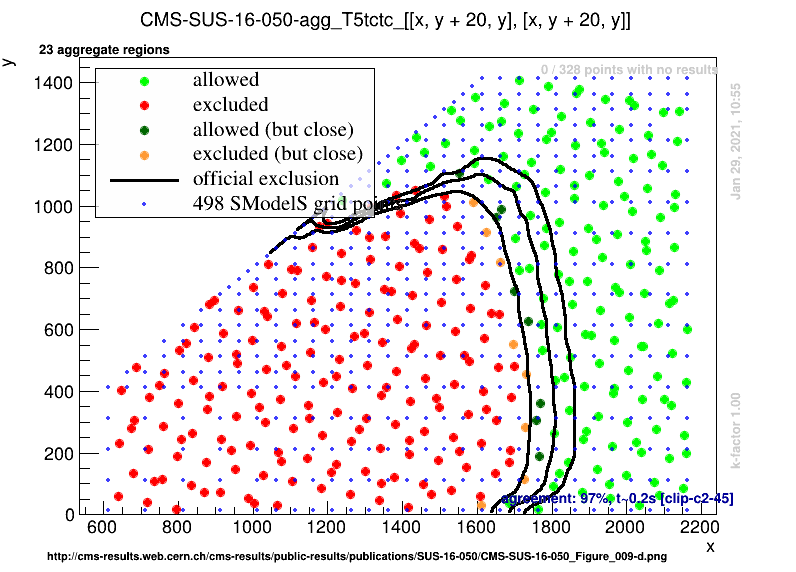 CMS-SUS-16-050-agg_T5tctc_[[x, y + 20, y], [x, y + 20, y]]
23 aggregate regions
y
0 / 328 points with no results
allowed
excluded
allowed (but close)
excluded (but close)
official exclusion
498 SModelS grid points
1400
1200
1000
800
600
400
200
0
600 800 1000 1200 1400 1600 1800 2000 2200
x
agreement: 97%, t~0.2s [clip-c2-45]
Jan 29, 2021, 10:55
k-factor 1.00
http://cms-results.web.cern.ch/cms-results/public-results/publications/SUS-16-050/CMS-SUS-16-050_Figure_009-d.png